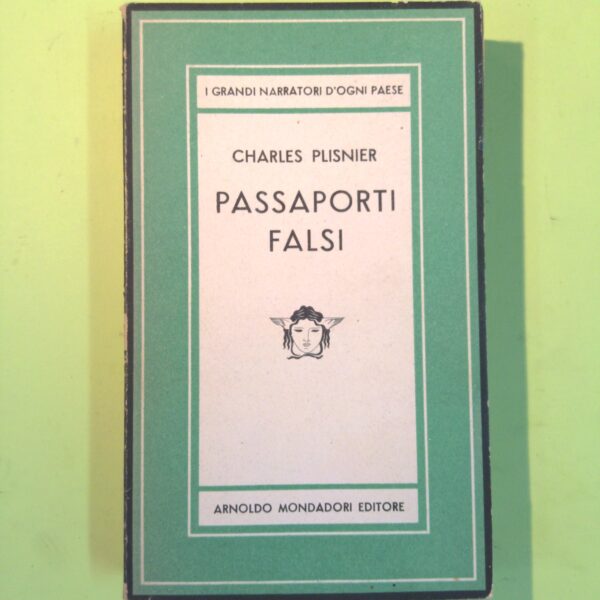 I GRANDI NARRATORI D'OGNI PAESE
CHARLES PLISNIER
PASSAPORTI
FALSI
ARNOLDO MONDADORI EDITORE